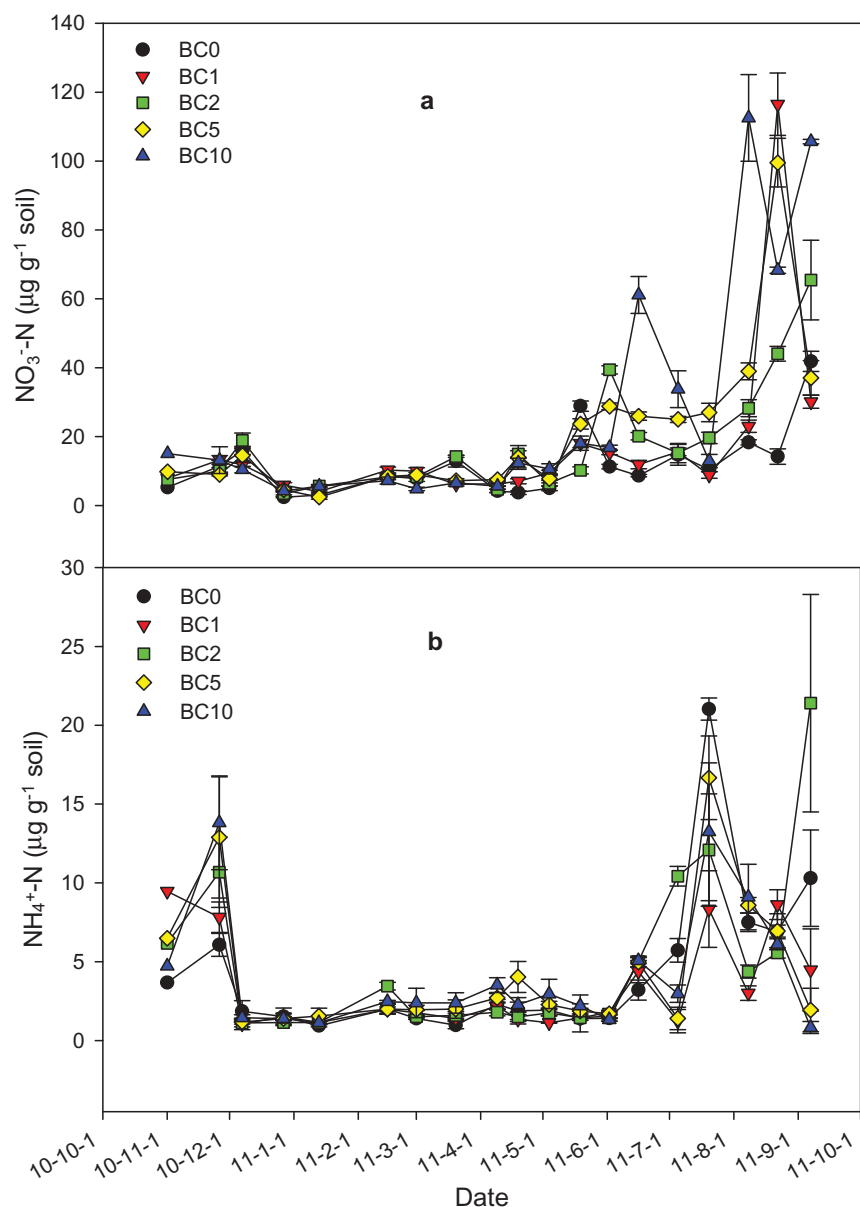 140
120
100
80
60
40
20
0
NO₃⁻-N (µg g⁻¹ soil)
BC0
BC1
BC2
BC5
BC10
a
30
25
20
15
10
5
0
NH₄⁺-N (µg g⁻¹ soil)
BC0
BC1
BC2
BC5
BC10
b
10-10-1
10-11-1
10-12-1
11-1-1
11-2-1
11-3-1
11-4-1
11-5-1
11-6-1
11-7-1
11-8-1
11-9-1
11-10-1
Date